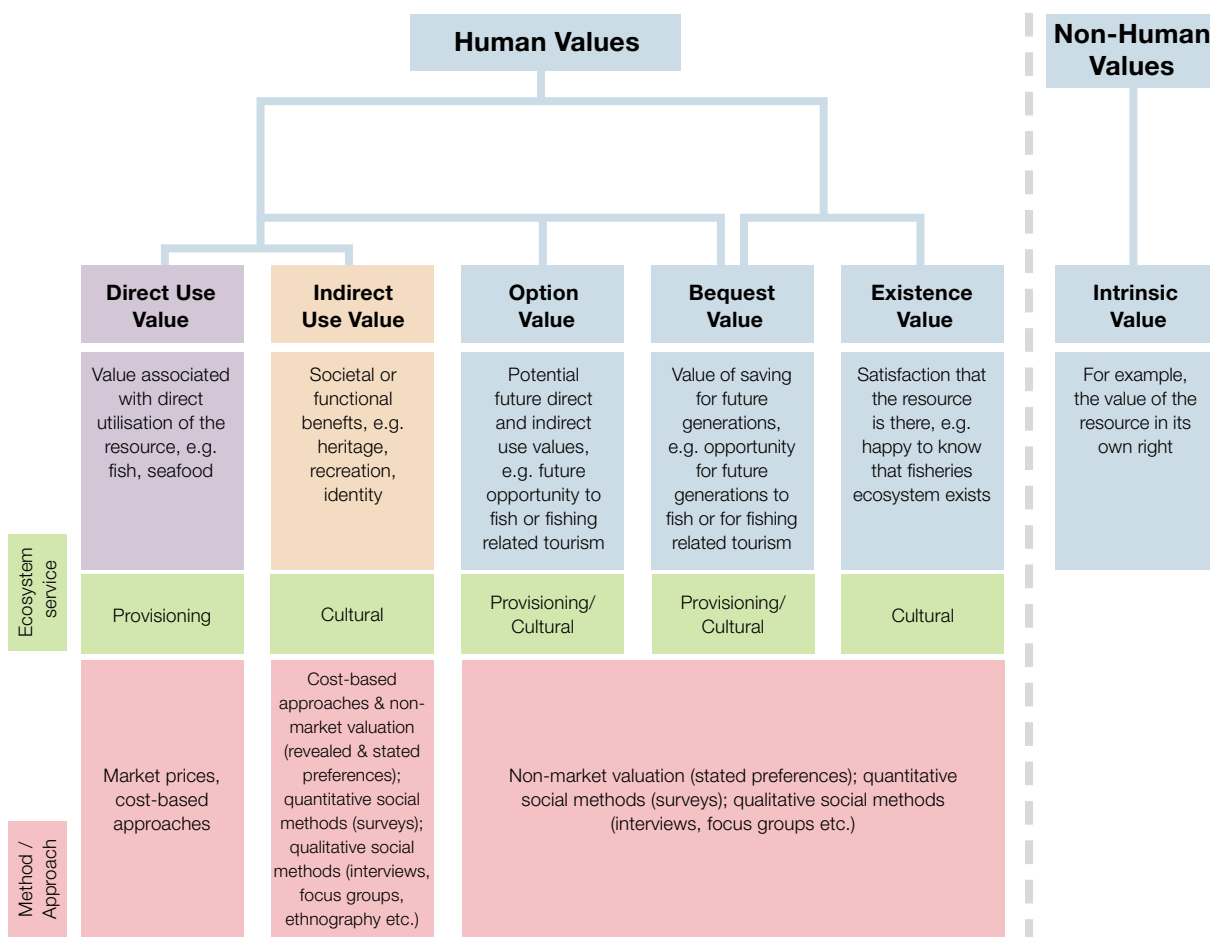 Human Values
Non-Human
Values
Direct Use
Value
Indirect
Use Value
Option
Value
Bequest
Value
Existence
Value
Intrinsic
Value
Value associated
with direct
utilisation of the
resource, e.g.
fish, seafood
Societal or
functional
benefits, e.g.
heritage,
recreation,
identity
Potential
future direct
and indirect
use values,
e.g. future
opportunity to
fish or fishing
related tourism
Value of saving
for future
generations,
e.g. opportunity
for future
generations to
fish or for fishing
related tourism
Satisfaction that
the resource
is there, e.g.
happy to know
that fisheries
ecosystem exists
For example,
the value of the
resource in its
own right
Ecosystem
service
Provisioning
Cultural
Provisioning/
Cultural
Provisioning/
Cultural
Cultural
Method /
Approach
Market prices,
cost-based
approaches
Cost-based
approaches & non-
market valuation
(revealed & stated
preferences);
quantitative social
methods (surveys);
qualitative social
methods (interviews,
focus groups,
ethnography etc.)
Non-market valuation (stated preferences); quantitative
social methods (surveys); qualitative social methods
(interviews, focus groups etc.)